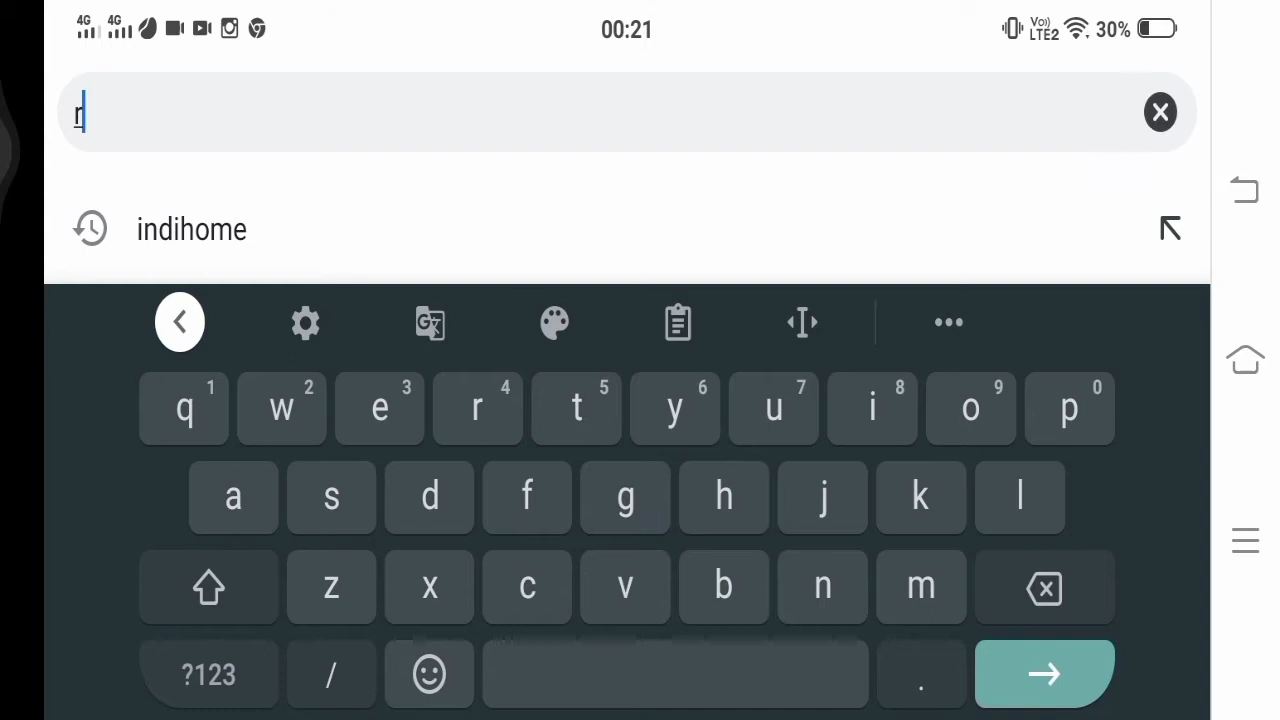 4G 4G 00:21 Vo) LTE2 30%
r
indihome
G
q 1 w 2 e 3 r 4 t 5 y 6 u 7 i 8 o 9 p 0
a s d f g h j k l
z x c v b n m
?123 / .